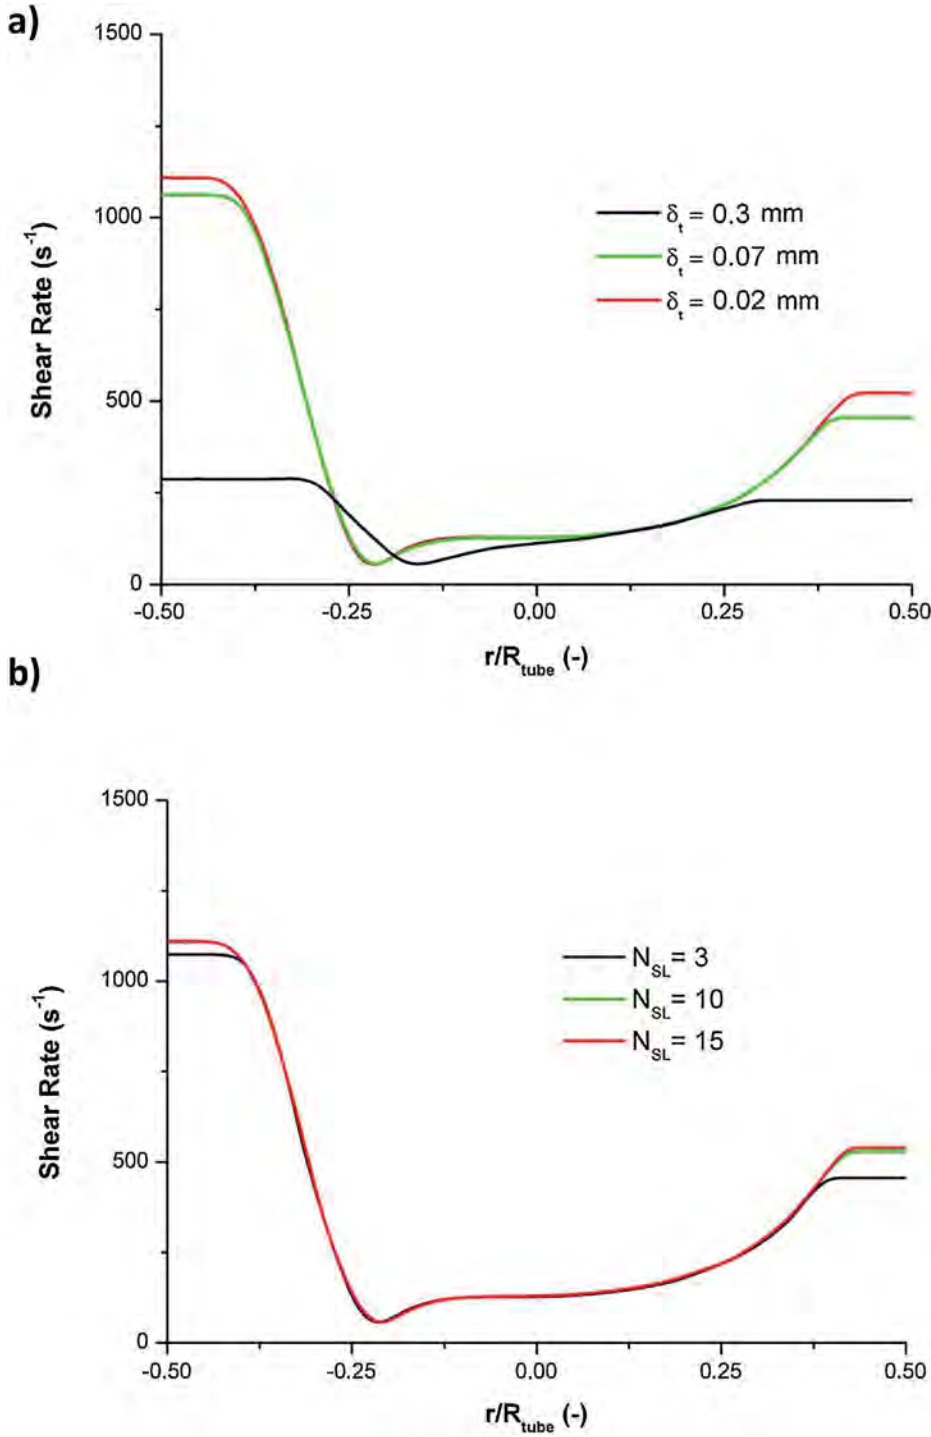 a)
1500
1000
500
0
Shear Rate (s⁻¹)
δt = 0.3 mm
δt = 0.07 mm
δt = 0.02 mm
-0.50 -0.25 0.00 0.25 0.50
r/Rtube (-)
b)
1500
1000
500
0
Shear Rate (s⁻¹)
NSL = 3
NSL = 10
NSL = 15
-0.50 -0.25 0.00 0.25 0.50
r/Rtube (-)